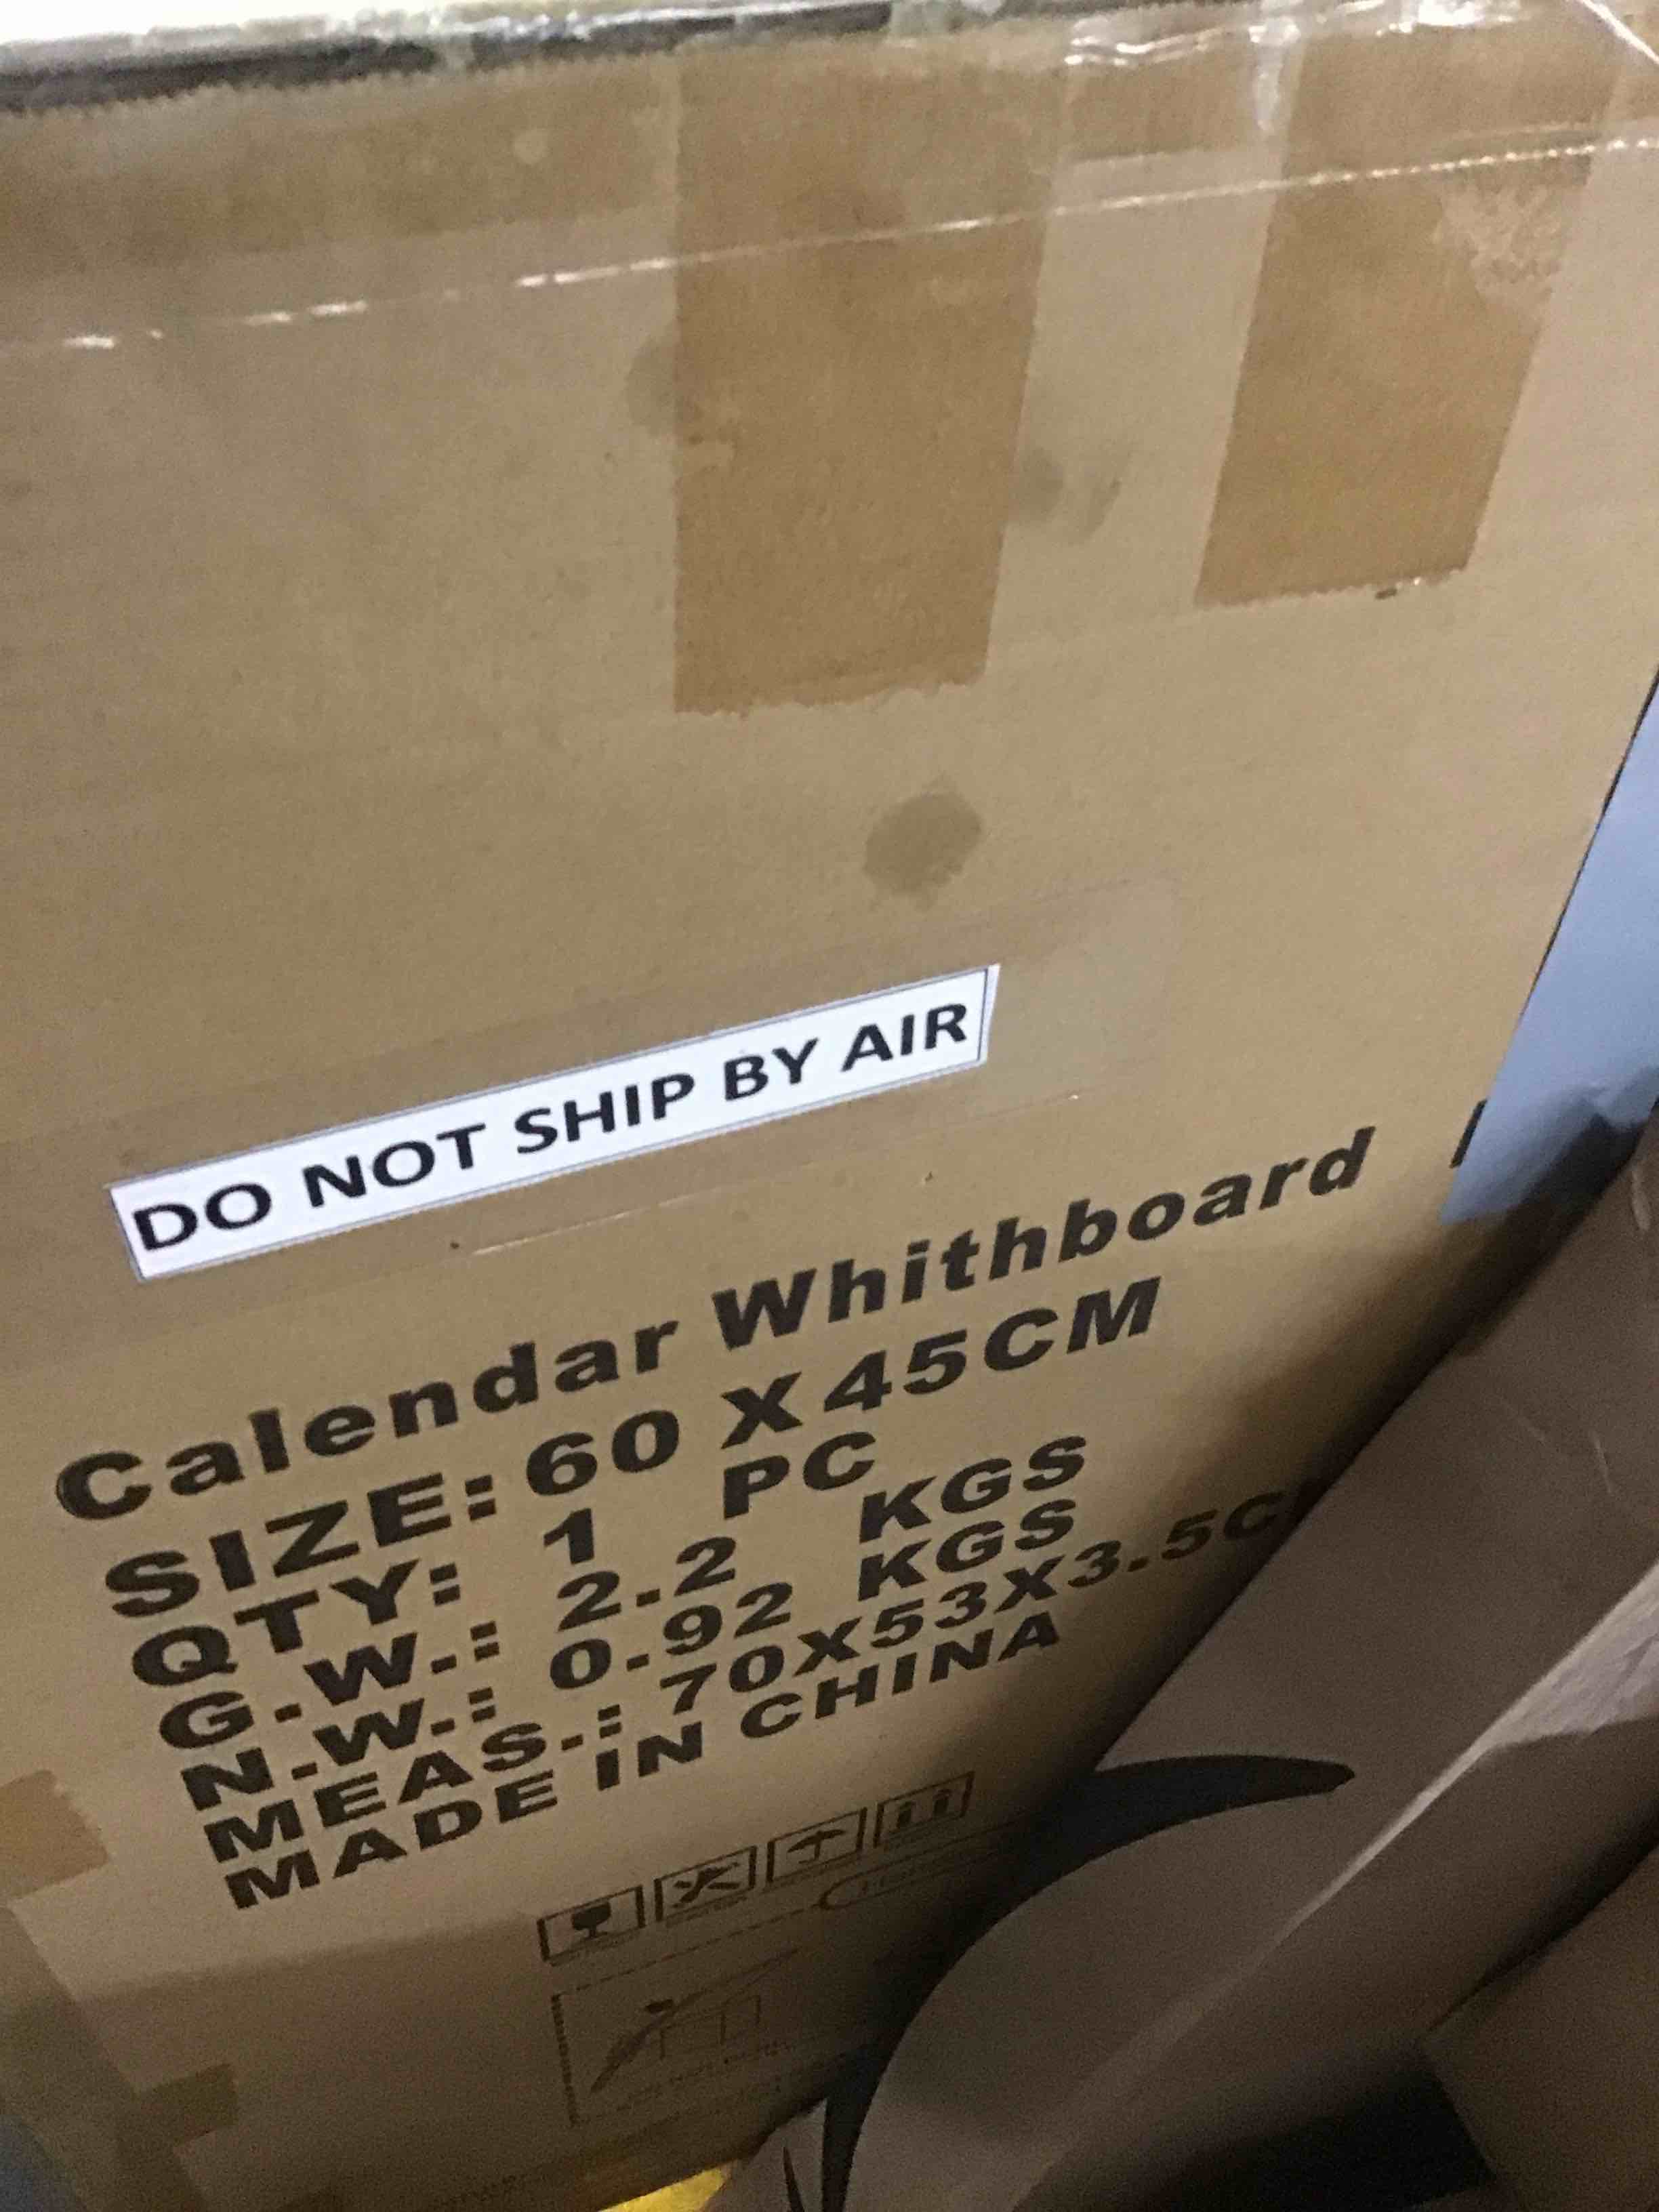 DO NOT SHIP BY AIR
Calendar Whithboard
SIZE: 60 X 45CM
QTY: 1 PC
G.W.: 2.2 KGS
N.W.: 0.92 KGS
MEAS.: 70X53X3.5C
MADE IN CHINA